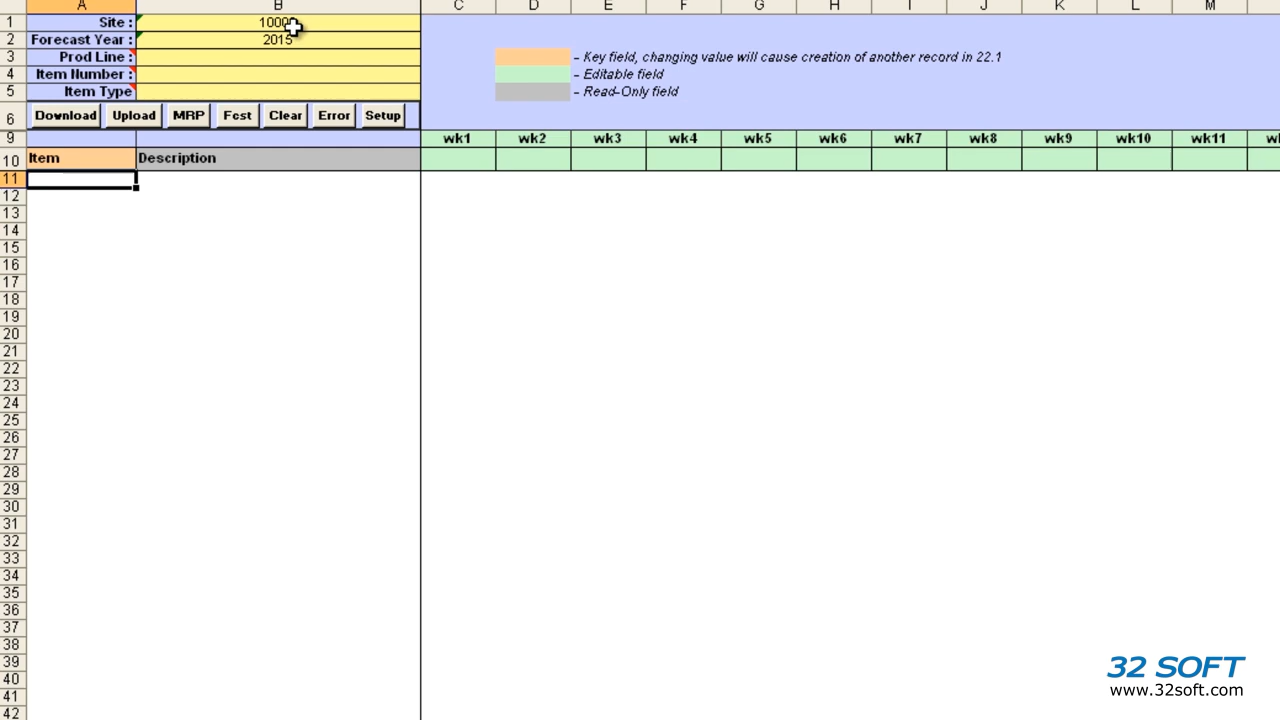 A B C D E F G H I J K L M
1 Site :
2 Forecast Year : 2015
3 Prod Line : - Key field, changing value will cause creation of another record in 22.1
4 Item Number : - Editable field
5 Item Type - Read-Only field
6 Download Upload MRP Fcst Clear Error Setup
9 wk1 wk2 wk3 wk4 wk5 wk6 wk7 wk8 wk9 wk10 wk11
10 Item Description
11
12
13
14
15
16
17
18
19
20
21
22
23
24
25
26
27
28
29
30
31
32
33
34
35
36
37
38
39
40
41
42
32 SOFT
www.32soft.com